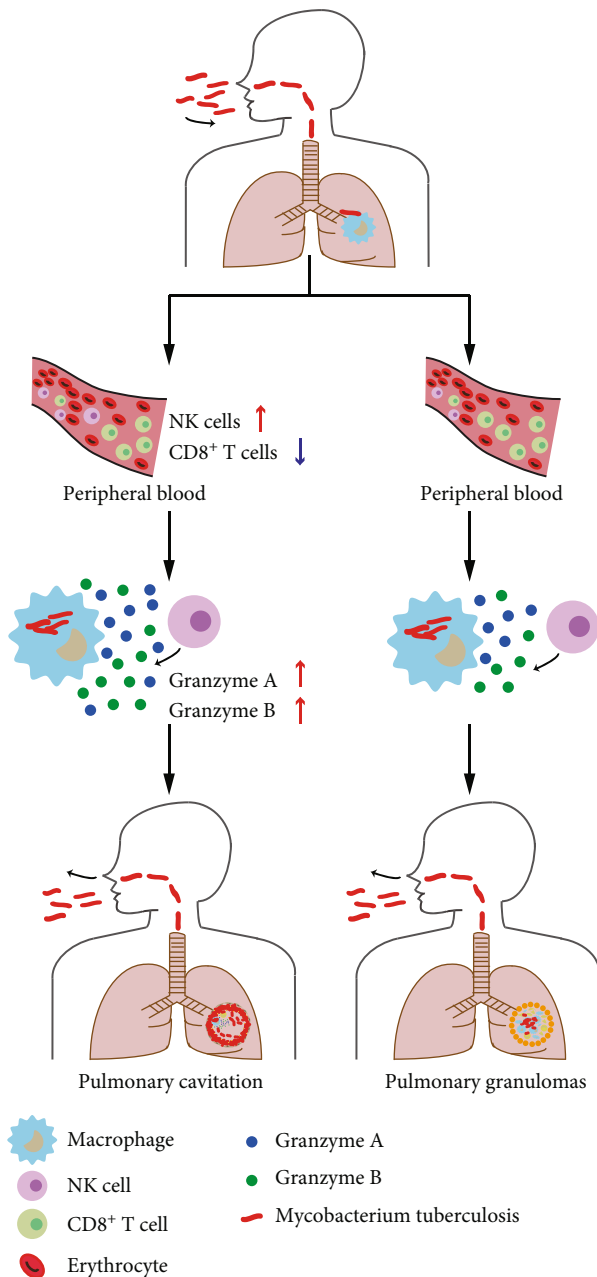 NK cells ↑
CD8⁺ T cells ↓
Peripheral blood
Peripheral blood
Granzyme A ↑
Granzyme B ↑
Pulmonary cavitation
Pulmonary granulomas
Macrophage
NK cell
CD8⁺ T cell
Erythrocyte
Granzyme A
Granzyme B
Mycobacterium tuberculosis